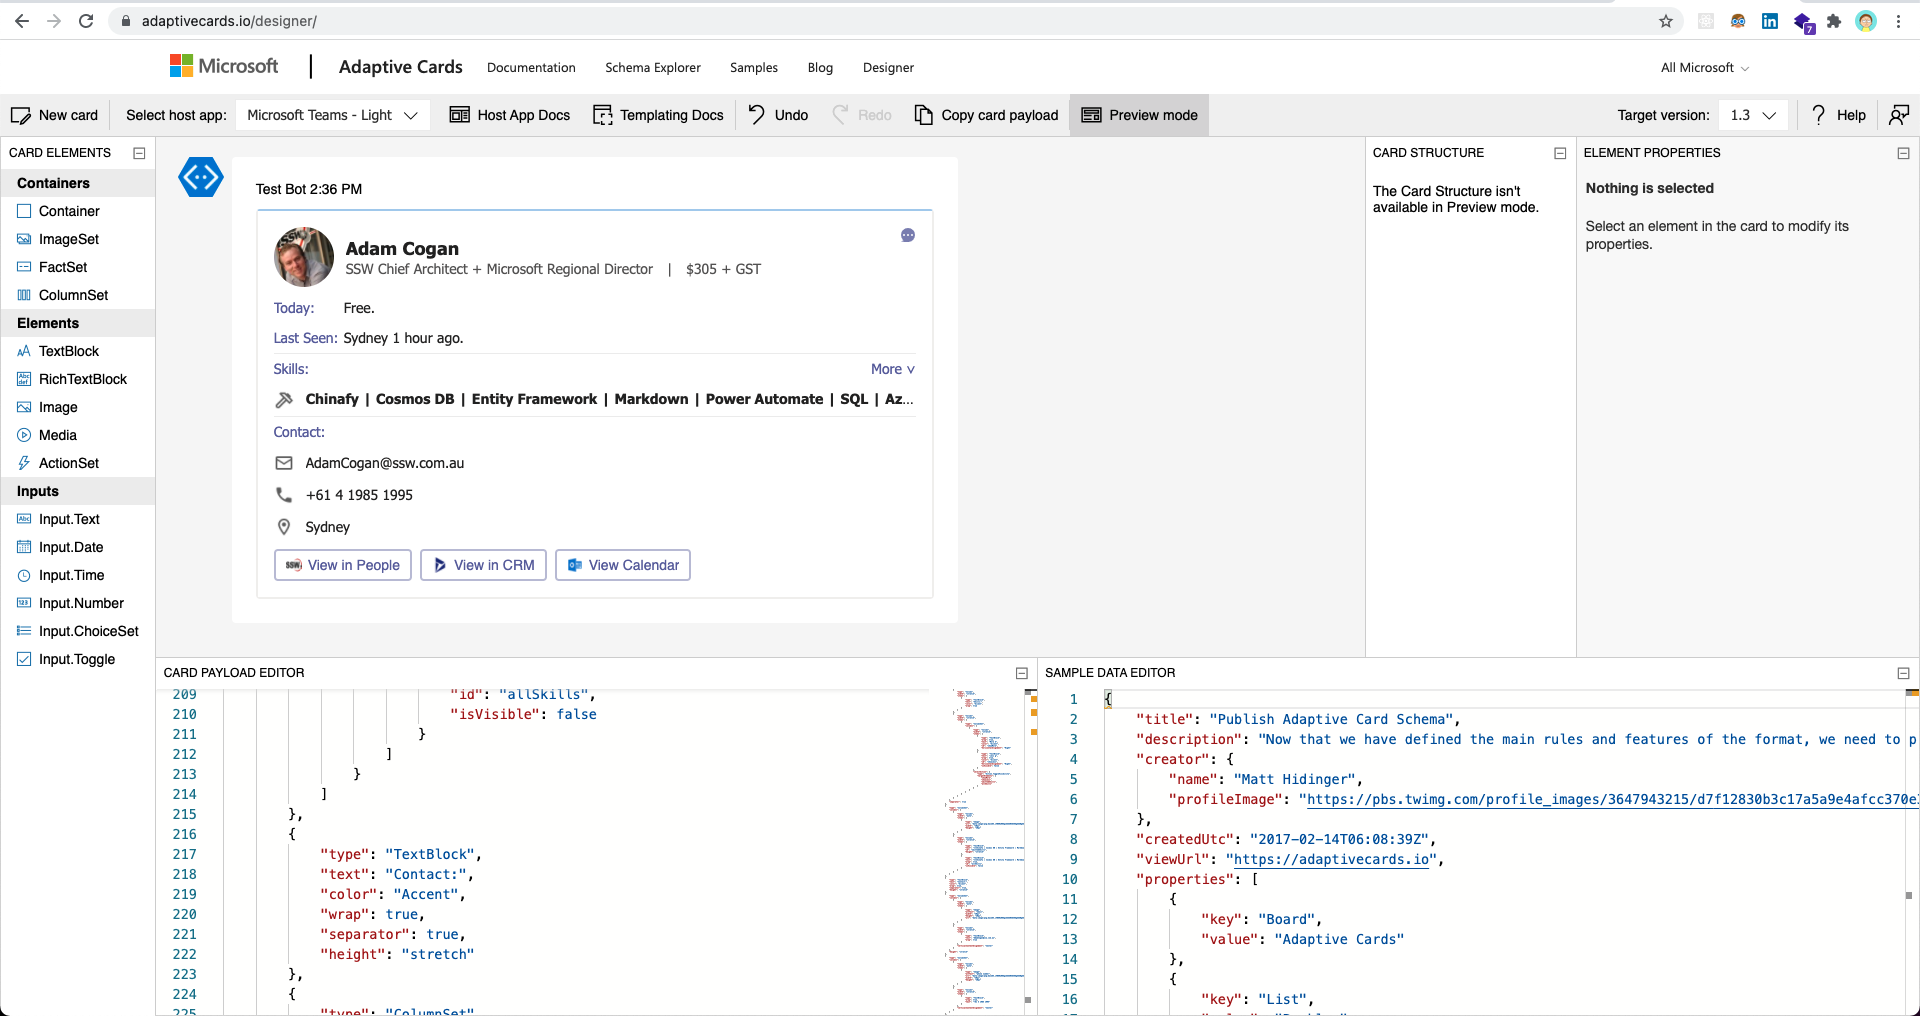 adaptivecards.io/designer/
7
Microsoft | Adaptive Cards Documentation Schema Explorer Samples Blog Designer All Microsoft
New card Select host app: Microsoft Teams - Light Host App Docs Templating Docs Undo Redo Copy card payload Preview mode Target version: 1.3 Help
CARD ELEMENTS
Containers
Container
ImageSet
FactSet
ColumnSet
Elements
TextBlock
RichTextBlock
Image
Media
ActionSet
Inputs
Input.Text
Input.Date
Input.Time
Input.Number
Input.ChoiceSet
Input.Toggle
Test Bot 2:36 PM
Adam Cogan
SSW Chief Architect + Microsoft Regional Director | $305 + GST
Today: Free.
Last Seen: Sydney 1 hour ago.
Skills: More v
Chinafy | Cosmos DB | Entity Framework | Markdown | Power Automate | SQL | Az...
Contact:
AdamCogan@ssw.com.au
+61 4 1985 1995
Sydney
SSW View in People View in CRM View Calendar
CARD STRUCTURE
The Card Structure isn't
available in Preview mode.
ELEMENT PROPERTIES
Nothing is selected
Select an element in the card to modify its
properties.
CARD PAYLOAD EDITOR
209 "id": "allSkills",
210 "isVisible": false
211 }
212 ]
213 }
214 ]
215 },
216 {
217 "type": "TextBlock",
218 "text": "Contact:",
219 "color": "Accent",
220 "wrap": true,
221 "separator": true,
222 "height": "stretch"
223 },
224 {
225 "type": "ColumnSet"
SAMPLE DATA EDITOR
1 {
2 "title": "Publish Adaptive Card Schema",
3 "description": "Now that we have defined the main rules and features of the format, we need to p
4 "creator": {
5 "name": "Matt Hidinger",
6 "profileImage": "https://pbs.twimg.com/profile_images/3647943215/d7f12830b3c17a5a9e4afcc370e
7 },
8 "createdUtc": "2017-02-14T06:08:39Z",
9 "viewUrl": "https://adaptivecards.io",
10 "properties": [
11 {
12 "key": "Board",
13 "value": "Adaptive Cards"
14 },
15 {
16 "key": "List",